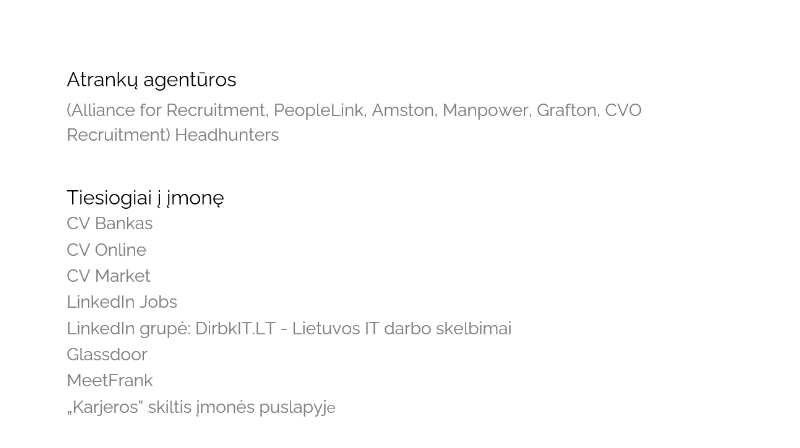 Atrankų agentūros
(Alliance for Recruitment, PeopleLink, Amston, Manpower, Grafton, CVO
Recruitment) Headhunters
Tiesiogiai į įmonę
CV Bankas
CV Online
CV Market
LinkedIn Jobs
LinkedIn grupė: DirbkIT.LT - Lietuvos IT darbo skelbimai
Glassdoor
MeetFrank
„Karjeros” skiltis įmonės puslapyje